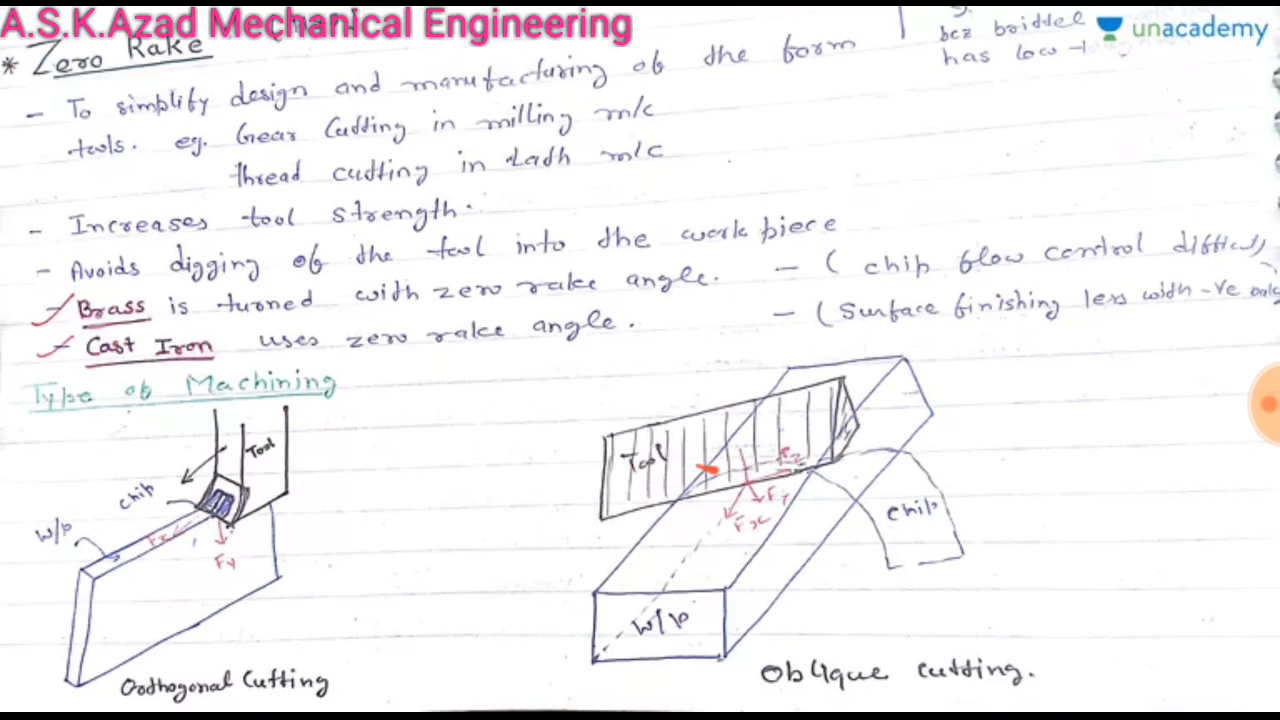 A.S.K.Azad Mechanical Engineering
unacademy
* Zero Rake
bcz briddel
has low
- To simplify design and manufacturing of the form
tools. eg. Gear Cutting in milling m/c
thread cutting in Lath m/c
- Increases tool strength.
- Avoids digging of the tool into the workpiece
✓ Brass is turned with zero rake angle. - ( chip flow control difficult,
✓ Cast Iron uses zero rake angle. - (Surface finishing less with -ve
Type of Machining
Tool
Chip
W/P
Fx
Fy
Orthogonal Cutting
Tool
Fz
Fy
Fx
Chip
W/P
Oblique cutting.